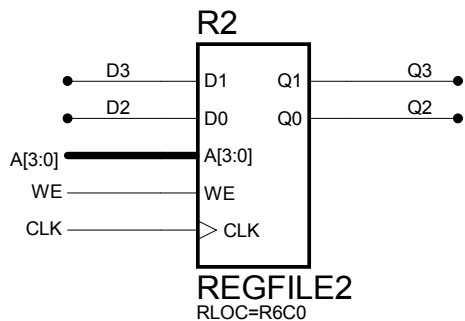 R2
D3 D1 Q1 Q3
D2 D0 Q0 Q2
A[3:0] A[3:0]
WE WE
CLK CLK
REGFILE2
RLOC=R6C0